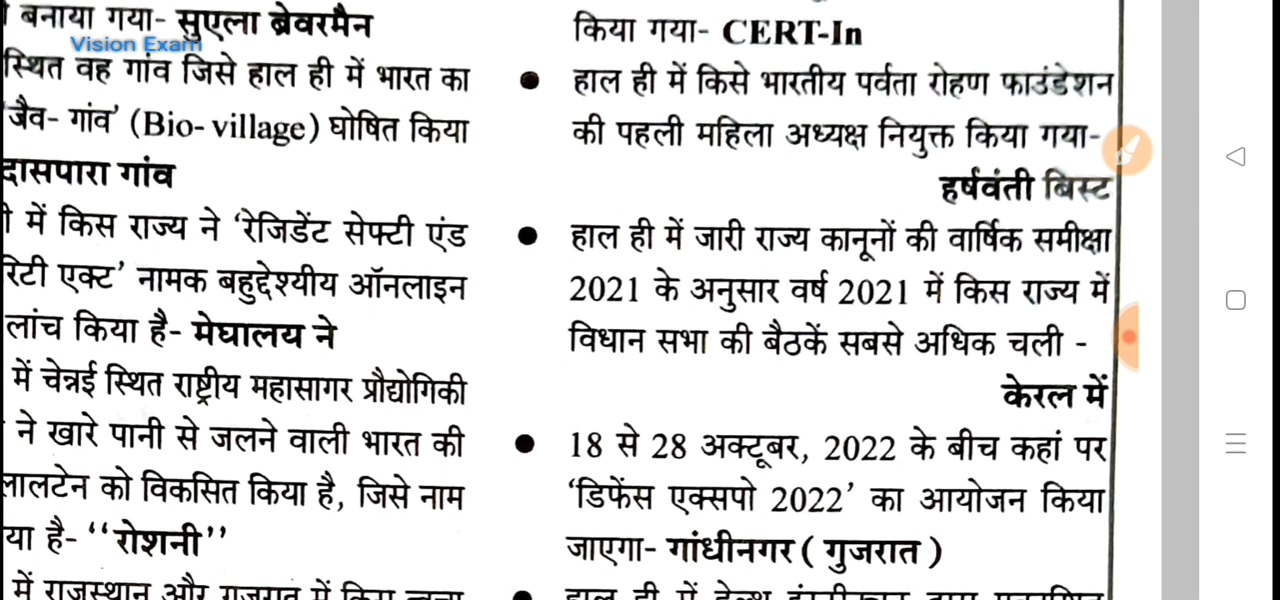 बनाया गया- सुएला ब्रेवरमैन
Vision Exam
स्थित वह गांव जिसे हाल ही में भारत का
'जैव- गांव' (Bio- village) घोषित किया
दासपारा गांव
में किस राज्य ने 'रेजिडेंट सेफ्टी एंड
रिटी एक्ट' नामक बहुद्देश्यीय ऑनलाइन
लांच किया है- मेघालय ने
में चेन्नई स्थित राष्ट्रीय महासागर प्रौद्योगिकी
ने खारे पानी से जलने वाली भारत की
लालटेन को विकसित किया है, जिसे नाम
या है- "रोशनी"
में राजस्थान और गुजरात में किस
किया गया- CERT-In
● हाल ही में किसे भारतीय पर्वता रोहण फाउंडेशन
की पहली महिला अध्यक्ष नियुक्त किया गया-
हर्षवंती बिस्ट
● हाल ही में जारी राज्य कानूनों की वार्षिक समीक्षा
2021 के अनुसार वर्ष 2021 में किस राज्य में
विधान सभा की बैठकें सबसे अधिक चली -
केरल में
● 18 से 28 अक्टूबर, 2022 के बीच कहां पर
'डिफेंस एक्सपो 2022' का आयोजन किया
जाएगा- गांधीनगर ( गुजरात )
● हाल ही में हेल्थ